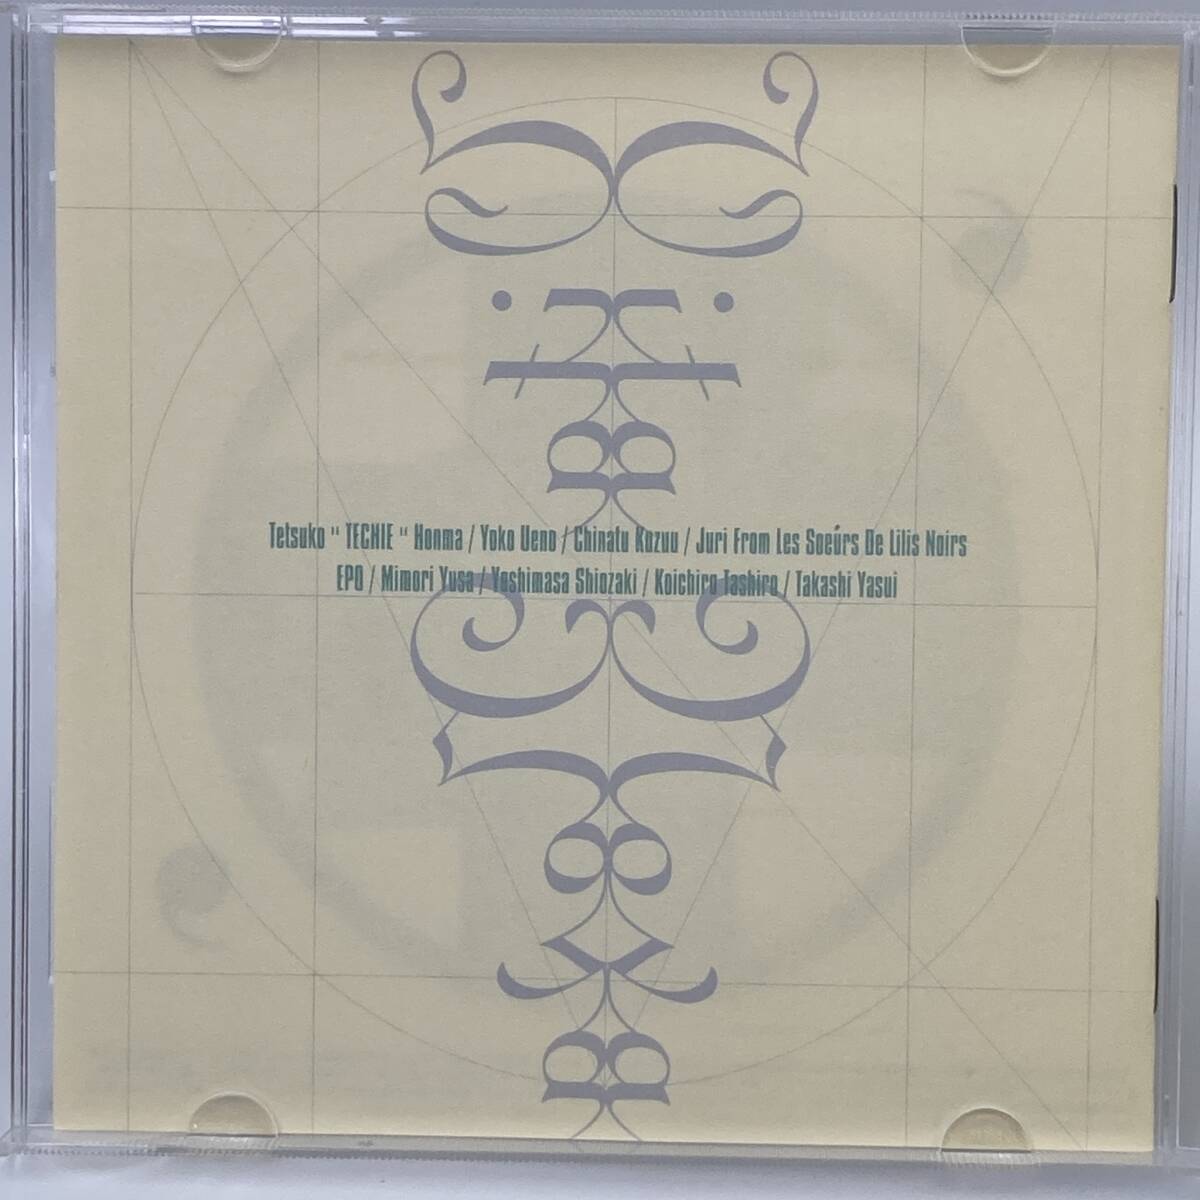 Tetsuko " TECHIE " Honma / Yoko Ueno / Chinatu Kuzuu / Juri From Les Soeúrs De Lilis Noirs
EPO / Mimori Yusa / Yoshimasa Shiozaki / Koichiro Tashiro / Takashi Yasui